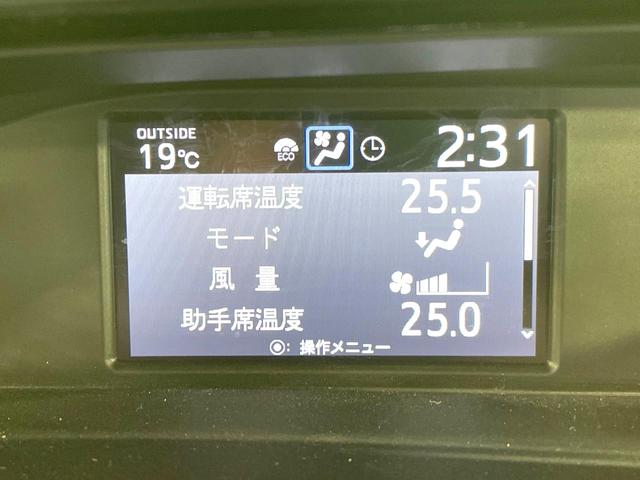 OUTSIDE
19℃
ECO
2:31
運転席温度 25.5
モード
風量
助手席温度 25.0
◉: 操作メニュー